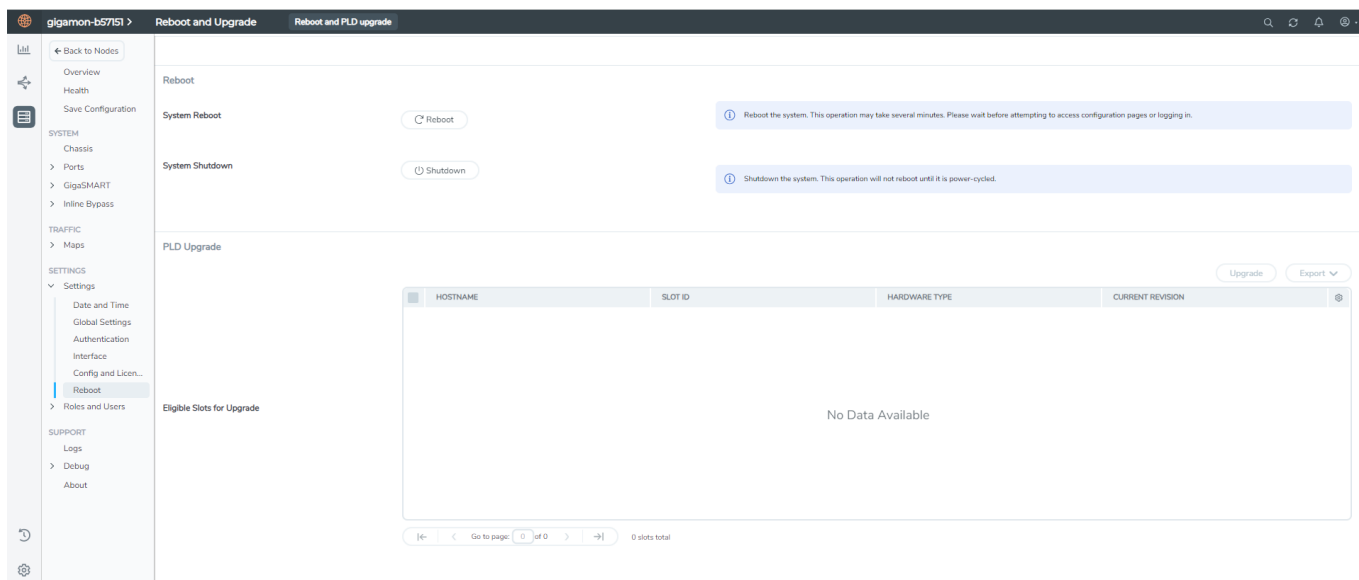 gigamon-b57151 > Reboot and Upgrade Reboot and PLD upgrade
← Back to Nodes
Overview
Health
Save Configuration
SYSTEM
Chassis
> Ports
> GigaSMART
> Inline Bypass
TRAFFIC
> Maps
SETTINGS
Settings
Date and Time
Global Settings
Authentication
Interface
Config and Licen...
Reboot
> Roles and Users
SUPPORT
Logs
> Debug
About
Reboot
System Reboot
Reboot
Reboot the system. This operation may take several minutes. Please wait before attempting to access configuration pages or logging in.
System Shutdown
Shutdown
Shutdown the system. This operation will not reboot until it is power-cycled.
PLD Upgrade
Upgrade Export
HOSTNAME SLOT ID HARDWARE TYPE CURRENT REVISION
Eligible Slots for Upgrade
No Data Available
Go to page: 0 of 0 0 slots total